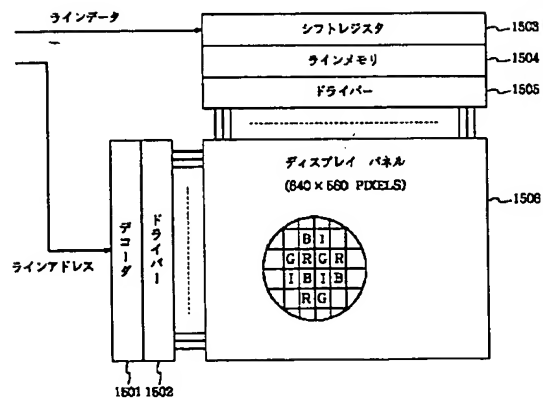 ラインデータ
シフトレジスタ
1503
ラインメモリ
1504
ドライバー
1505
ディスプレイ パネル
(640×560 PIXELS)
1506
B I
G R G R
I B I B
R G
デコーダ
ドライバー
ラインアドレス
1501 1502